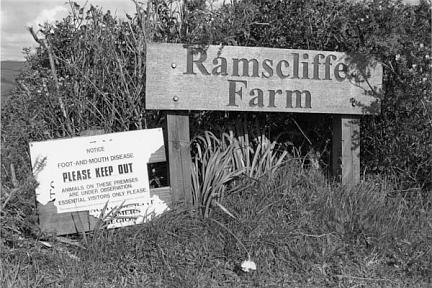 Ramscliffe
Farm
NOTICE
FOOT-AND-MOUTH DISEASE
PLEASE KEEP OUT
ANIMALS ON THESE PREMISES
ARE UNDER OBSERVATION
ESSENTIAL VISITORS ONLY PLEASE